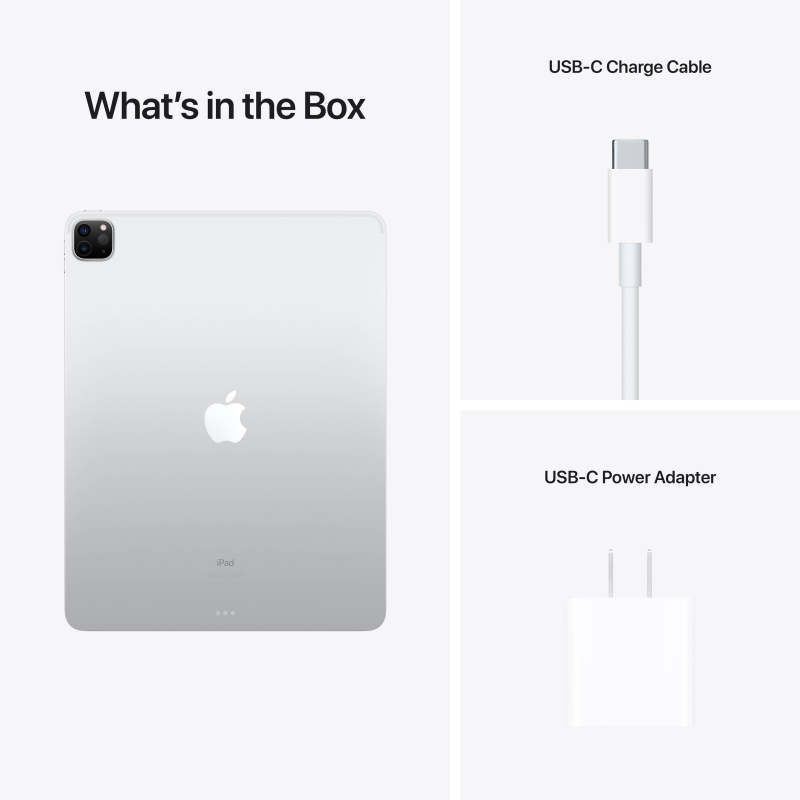 What's in the Box
iPad
USB-C Charge Cable
USB-C Power Adapter